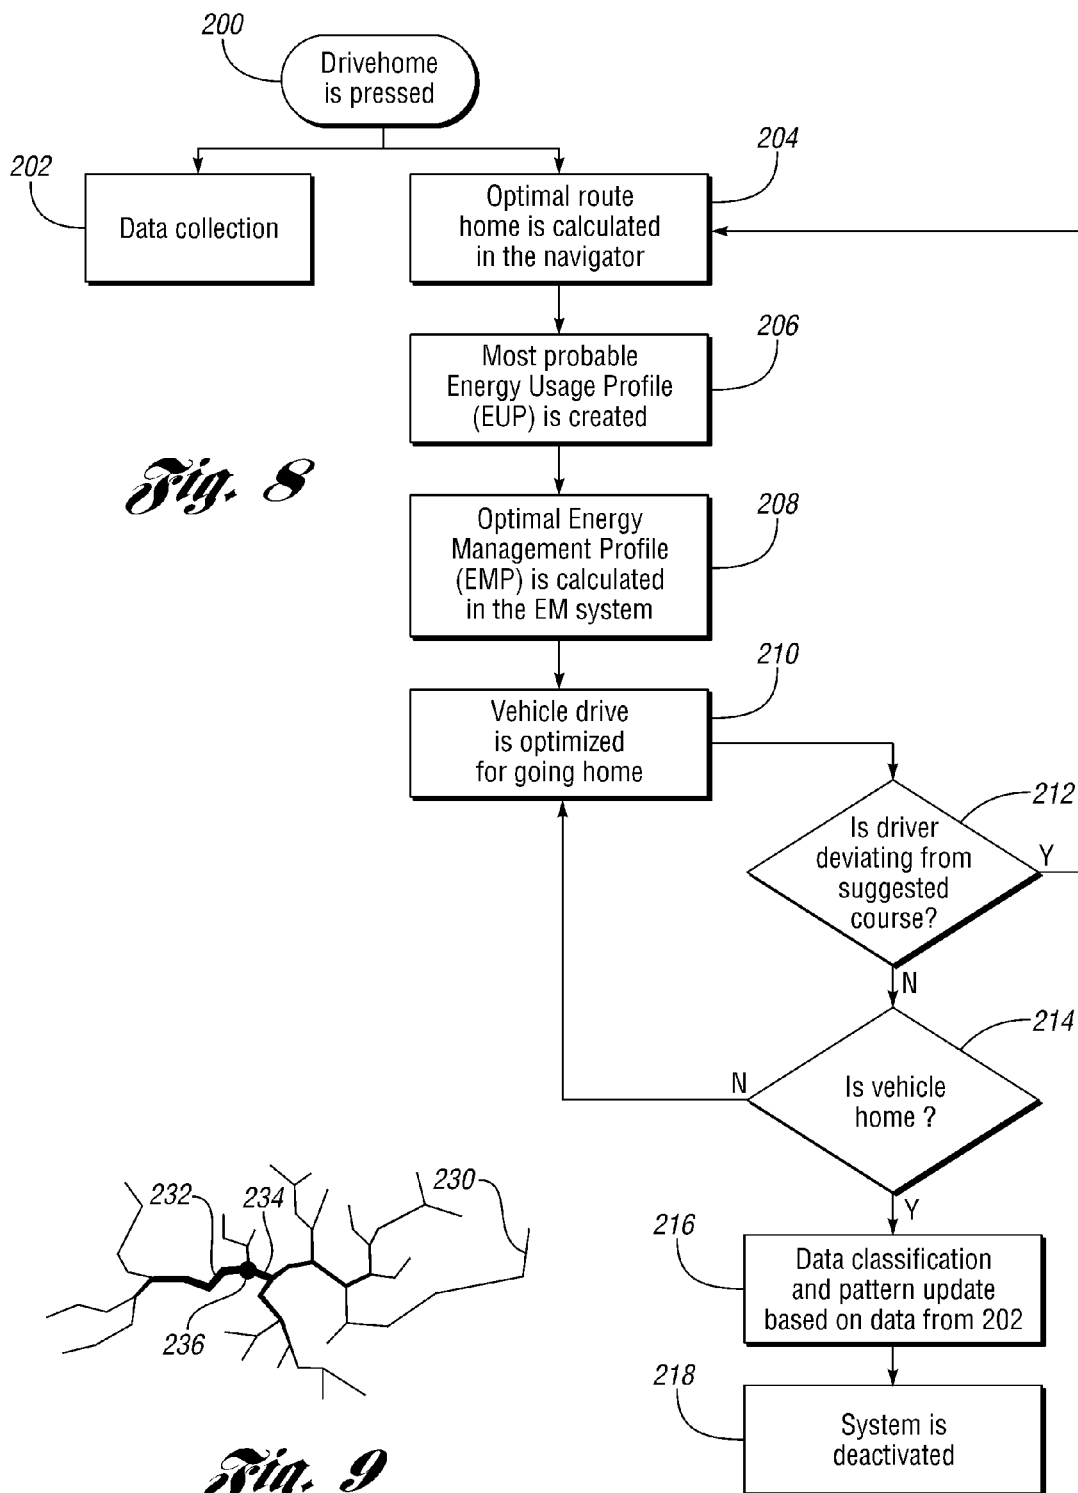 200
Drivehome
is pressed
202
Data collection
204
Optimal route
home is calculated
in the navigator
206
Most probable
Energy Usage Profile
(EUP) is created
Fig. 8
208
Optimal Energy
Management Profile
(EMP) is calculated
in the EM system
210
Vehicle drive
is optimized
for going home
212
Is driver
deviating from
suggested
course?
Y
N
214
Is vehicle
home ?
N
Y
216
Data classification
and pattern update
based on data from 202
218
System is
deactivated
230
232
234
236
Fig. 9